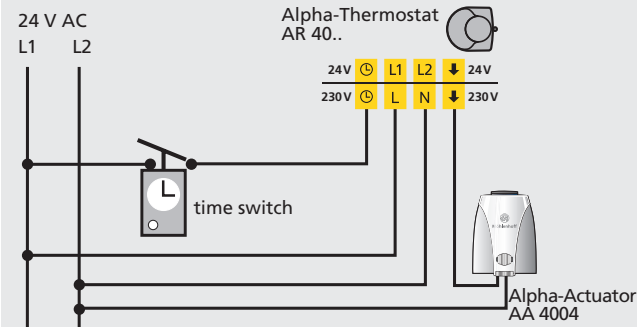 24 V AC
L1 L2
Alpha-Thermostat
AR 40..
24V L1 L2 24V
230V L N 230V
time switch
Alpha-Actuator
AA 4004